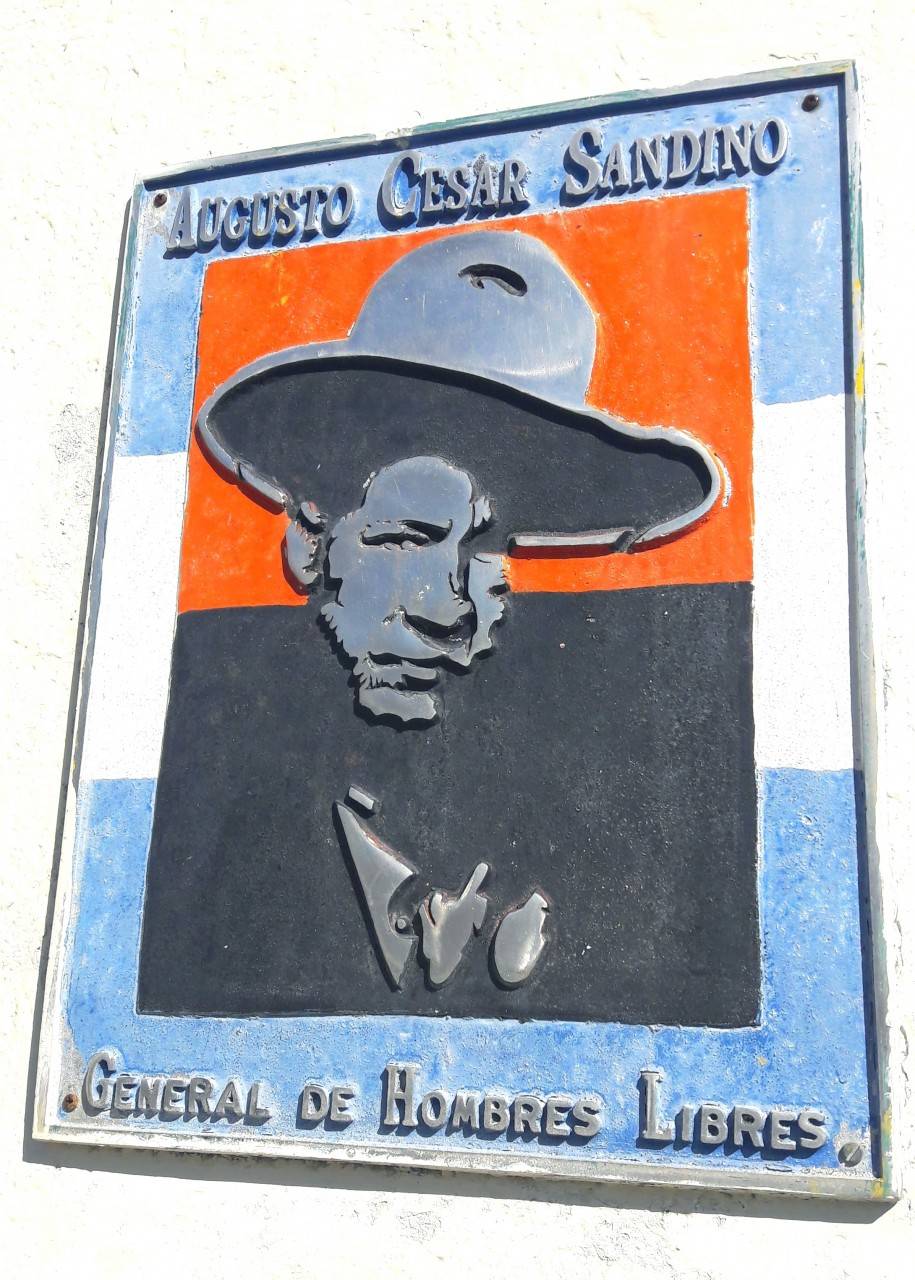 AUGUSTO CESAR SANDINO
GENERAL DE HOMBRES LIBRES